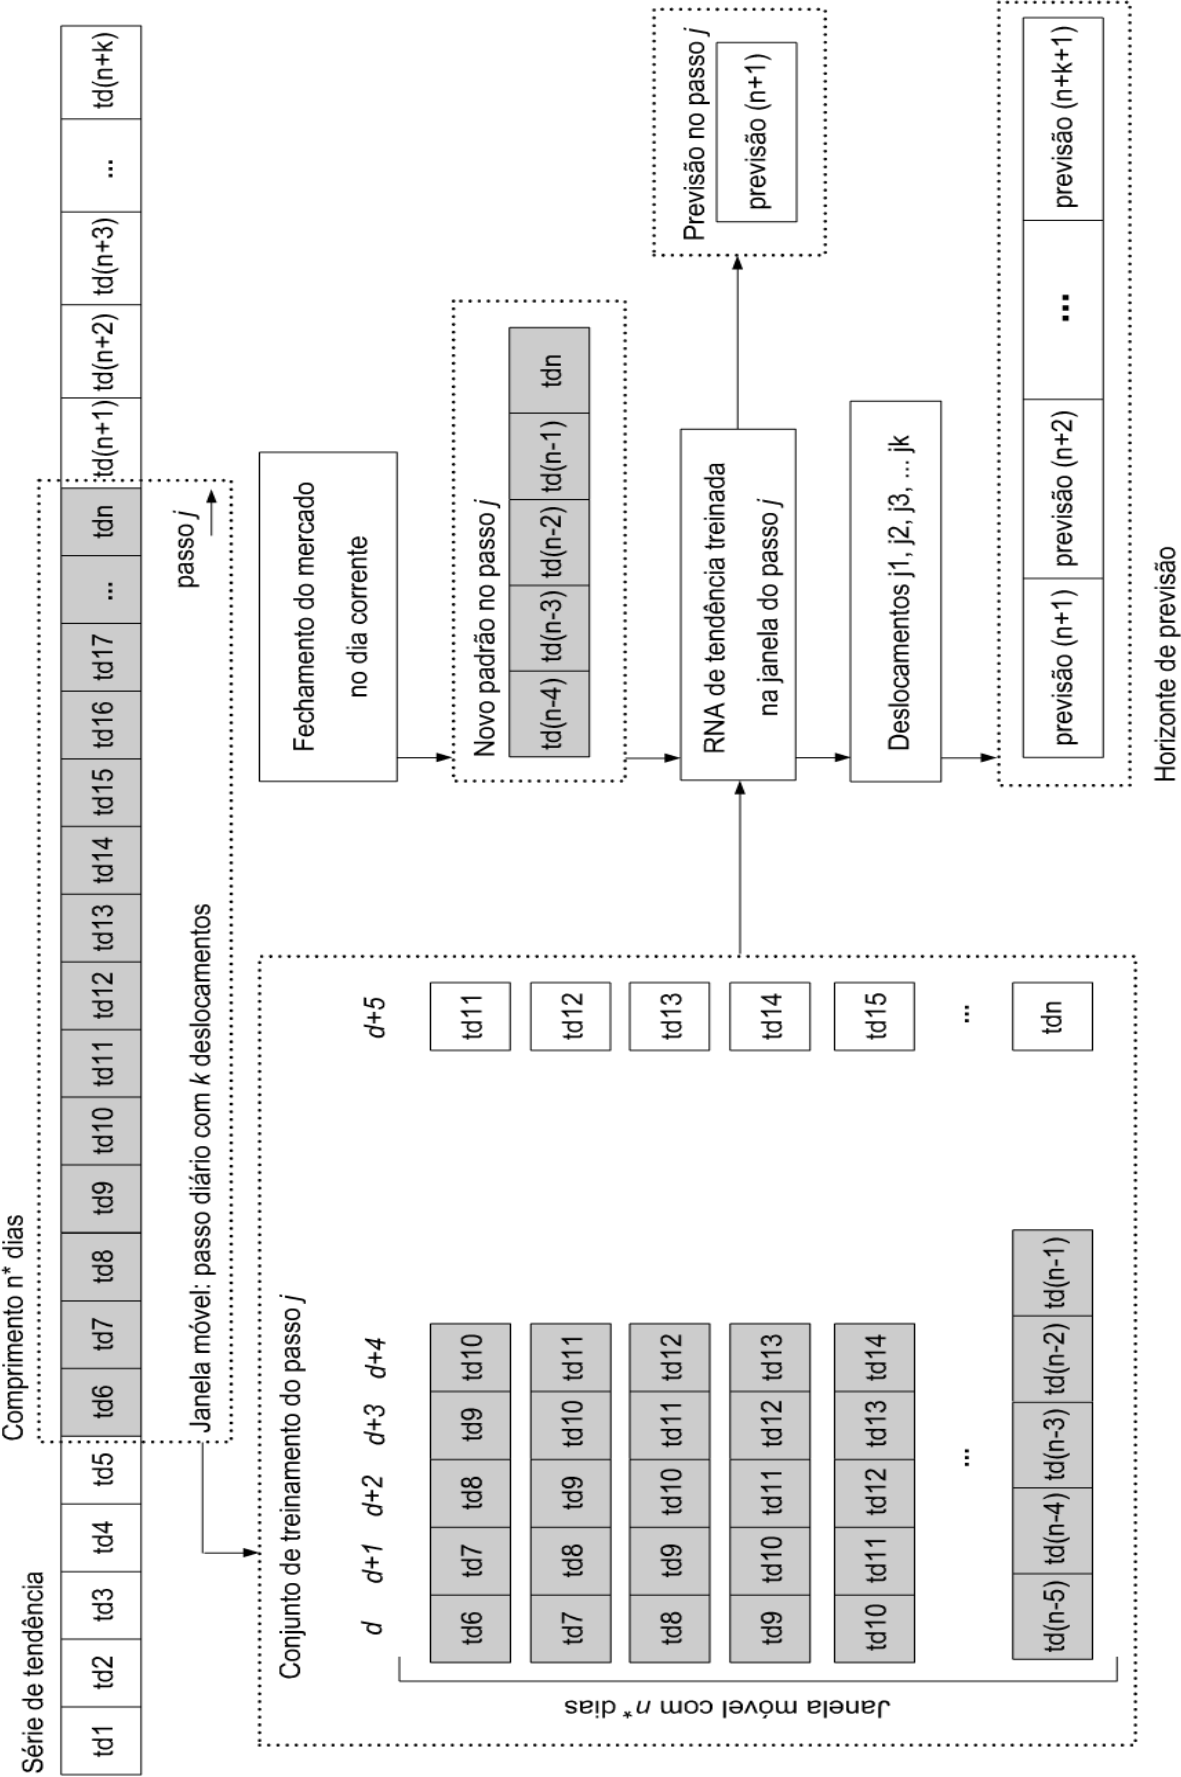 Série de tendência
Comprimento n* dias
td1 td2 td3 td4 td5 td6 td7 td8 td9 td10 td11 td12 td13 td14 td15 td16 td17 ... tdn td(n+1) td(n+2) td(n+3) ... td(n+k)
Janela móvel: passo diário com k deslocamentos
passo j
Conjunto de treinamento do passo j
d d+1 d+2 d+3 d+4 d+5
td6 td7 td8 td9 td10 td11
td7 td8 td9 td10 td11 td12
td8 td9 td10 td11 td12 td13
td9 td10 td11 td12 td13 td14
td10 td11 td12 td13 td14 td15
... ...
td(n-5) td(n-4) td(n-3) td(n-2) td(n-1) tdn
Janela móvel com n* dias
Fechamento do mercado
no dia corrente
Novo padrão no passo j
td(n-4) td(n-3) td(n-2) td(n-1) tdn
RNA de tendência treinada
na janela do passo j
Previsão no passo j
previsão (n+1)
Deslocamentos j1, j2, j3, ... jk
previsão (n+1) previsão (n+2) ... previsão (n+k+1)
Horizonte de previsão